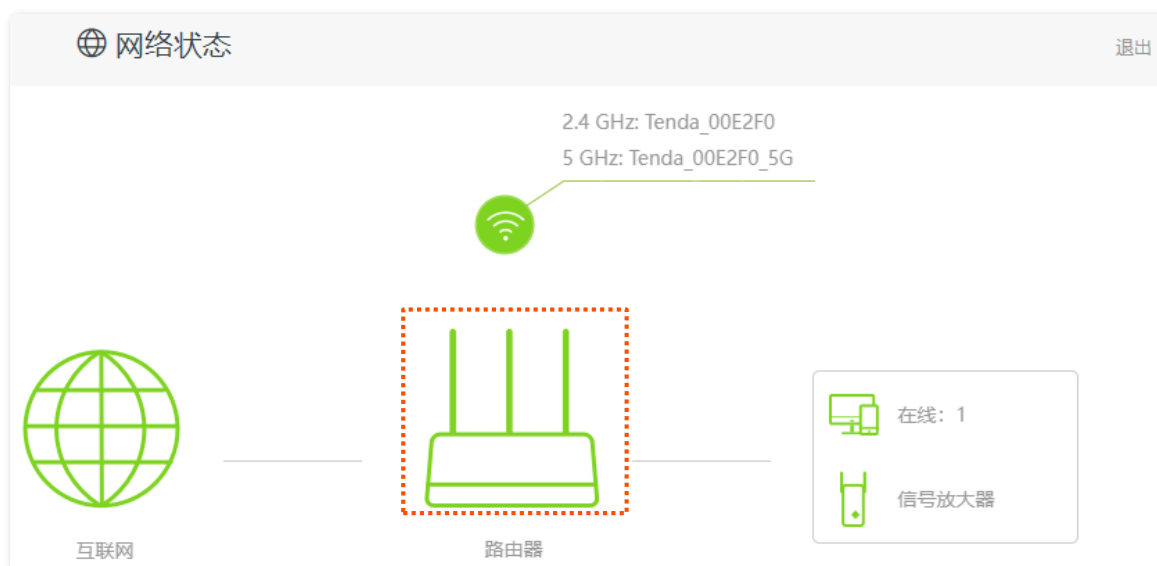 网络状态
退出
2.4 GHz: Tenda_00E2F0
5 GHz: Tenda_00E2F0_5G
在线：1
信号放大器
互联网
路由器